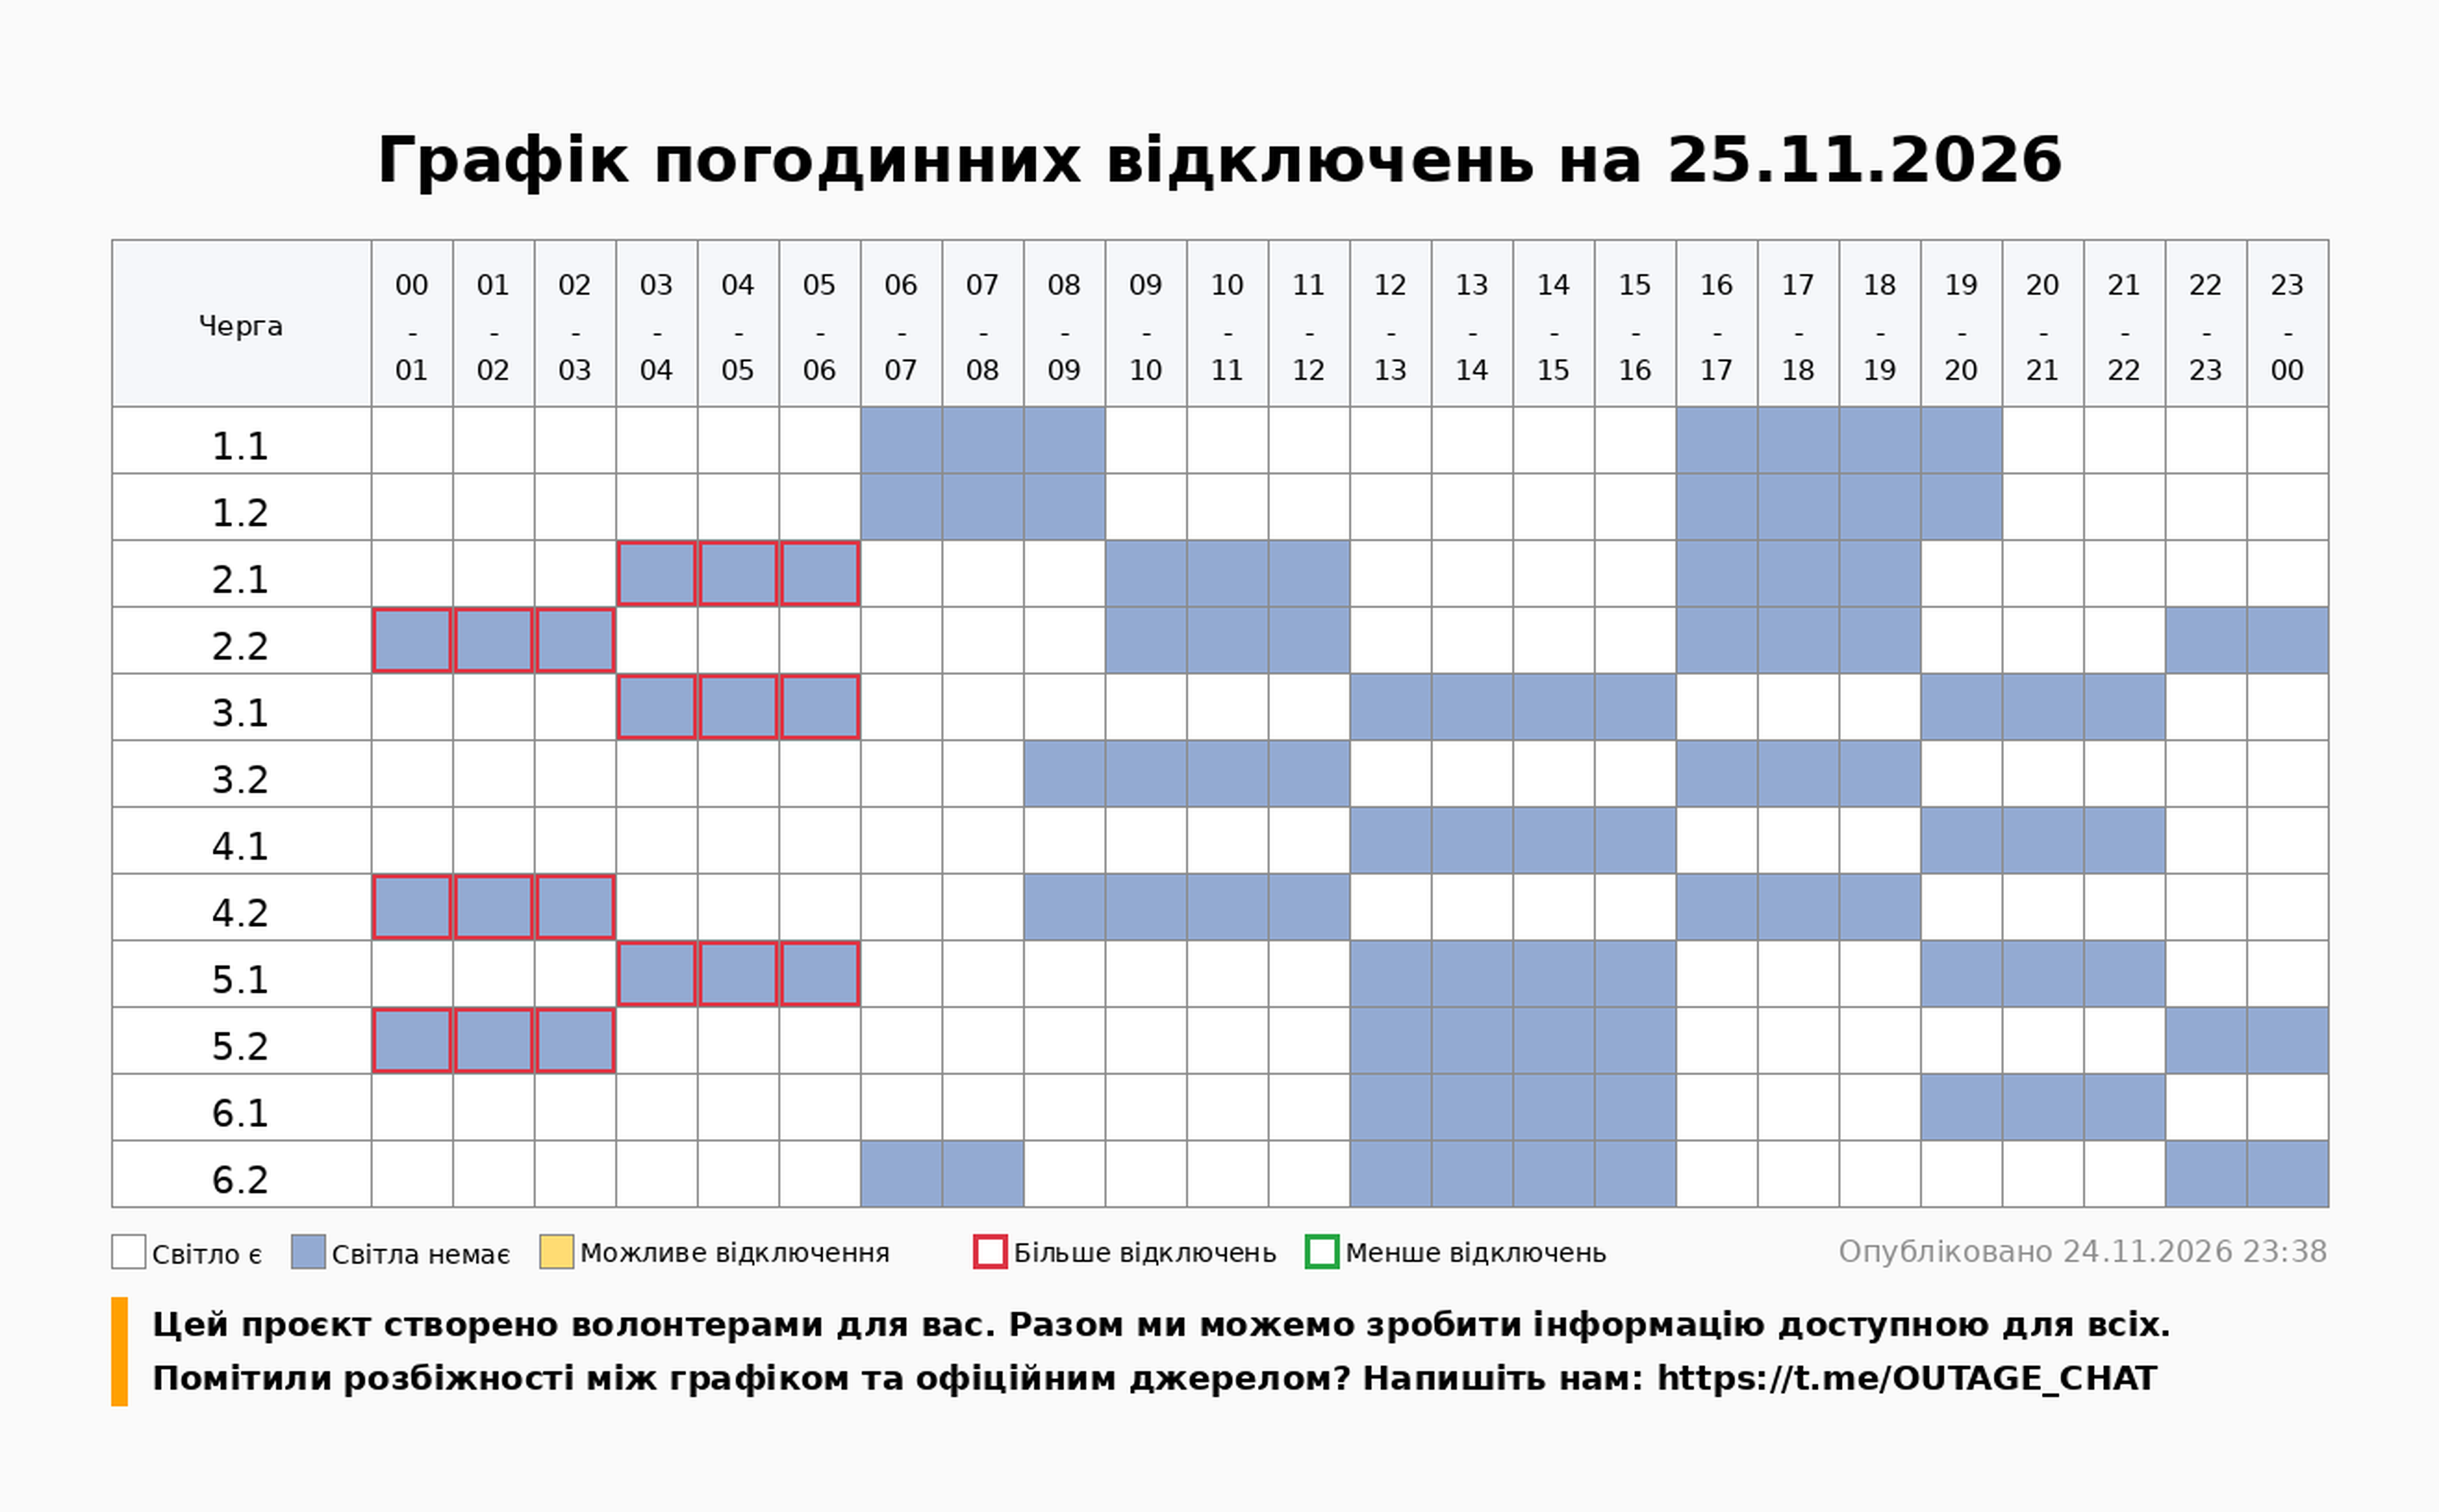 Графік погодинних відключень на 25.11.2026
Черга
00 - 01
01 - 02
02 - 03
03 - 04
04 - 05
05 - 06
06 - 07
07 - 08
08 - 09
09 - 10
10 - 11
11 - 12
12 - 13
13 - 14
14 - 15
15 - 16
16 - 17
17 - 18
18 - 19
19 - 20
20 - 21
21 - 22
22 - 23
23 - 00
1.1
1.2
2.1
2.2
3.1
3.2
4.1
4.2
5.1
5.2
6.1
6.2
Світло є
Світла немає
Можливе відключення
Більше відключень
Менше відключень
Опубліковано 24.11.2026 23:38
Цей проєкт створено волонтерами для вас. Разом ми можемо зробити інформацію доступною для всіх.
Помітили розбіжності між графіком та офіційним джерелом? Напишіть нам: https://t.me/OUTAGE_CHAT